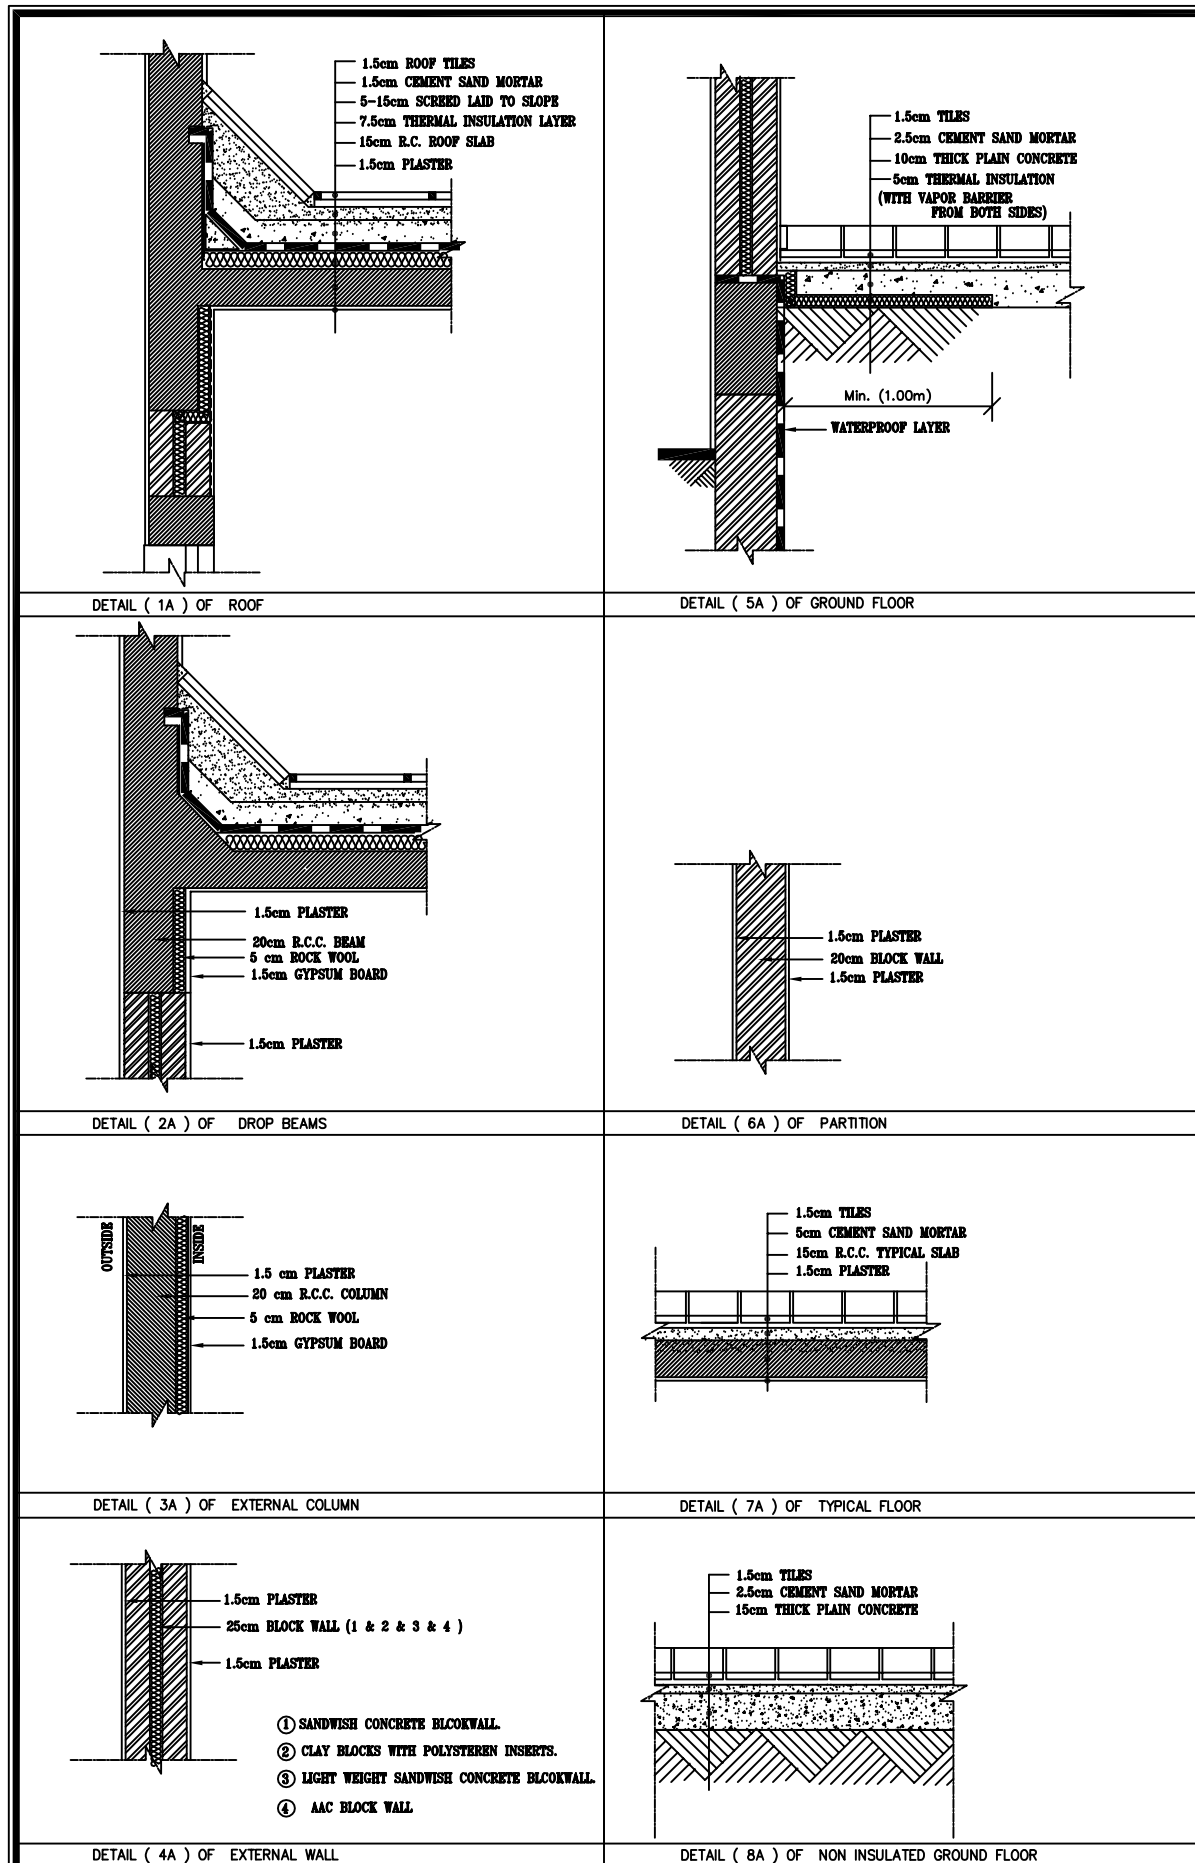 1.5cm ROOF TILES
1.5cm CEMENT SAND MORTAR
5-15cm SCREED LAID TO SLOPE
7.5cm THERMAL INSULATION LAYER
15cm R.C. ROOF SLAB
1.5cm PLASTER
DETAIL ( 1A ) OF ROOF
1.5cm TILES
2.5cm CEMENT SAND MORTAR
10cm THICK PLAIN CONCRETE
5cm THERMAL INSULATION
(WITH VAPOR BARRIER
FROM BOTH SIDES)
Min. (1.00m)
WATERPROOF LAYER
DETAIL ( 5A ) OF GROUND FLOOR
1.5cm PLASTER
20cm R.C.C. BEAM
5 cm ROCK WOOL
1.5cm GYPSUM BOARD
1.5cm PLASTER
DETAIL ( 2A ) OF DROP BEAMS
1.5cm PLASTER
20cm BLOCK WALL
1.5cm PLASTER
DETAIL ( 6A ) OF PARTITION
OUTSIDE
INSIDE
1.5 cm PLASTER
20 cm R.C.C. COLUMN
5 cm ROCK WOOL
1.5cm GYPSUM BOARD
DETAIL ( 3A ) OF EXTERNAL COLUMN
1.5cm TILES
5cm CEMENT SAND MORTAR
15cm R.C.C. TYPICAL SLAB
1.5cm PLASTER
DETAIL ( 7A ) OF TYPICAL FLOOR
1.5cm PLASTER
25cm BLOCK WALL (1 & 2 & 3 & 4 )
1.5cm PLASTER
① SANDWISH CONCRETE BLCOKWALL.
② CLAY BLOCKS WITH POLYSTEREN INSERTS.
③ LIGHT WEIGHT SANDWISH CONCRETE BLCOKWALL.
④ AAC BLOCK WALL
DETAIL ( 4A ) OF EXTERNAL WALL
1.5cm TILES
2.5cm CEMENT SAND MORTAR
15cm THICK PLAIN CONCRETE
DETAIL ( 8A ) OF NON INSULATED GROUND FLOOR